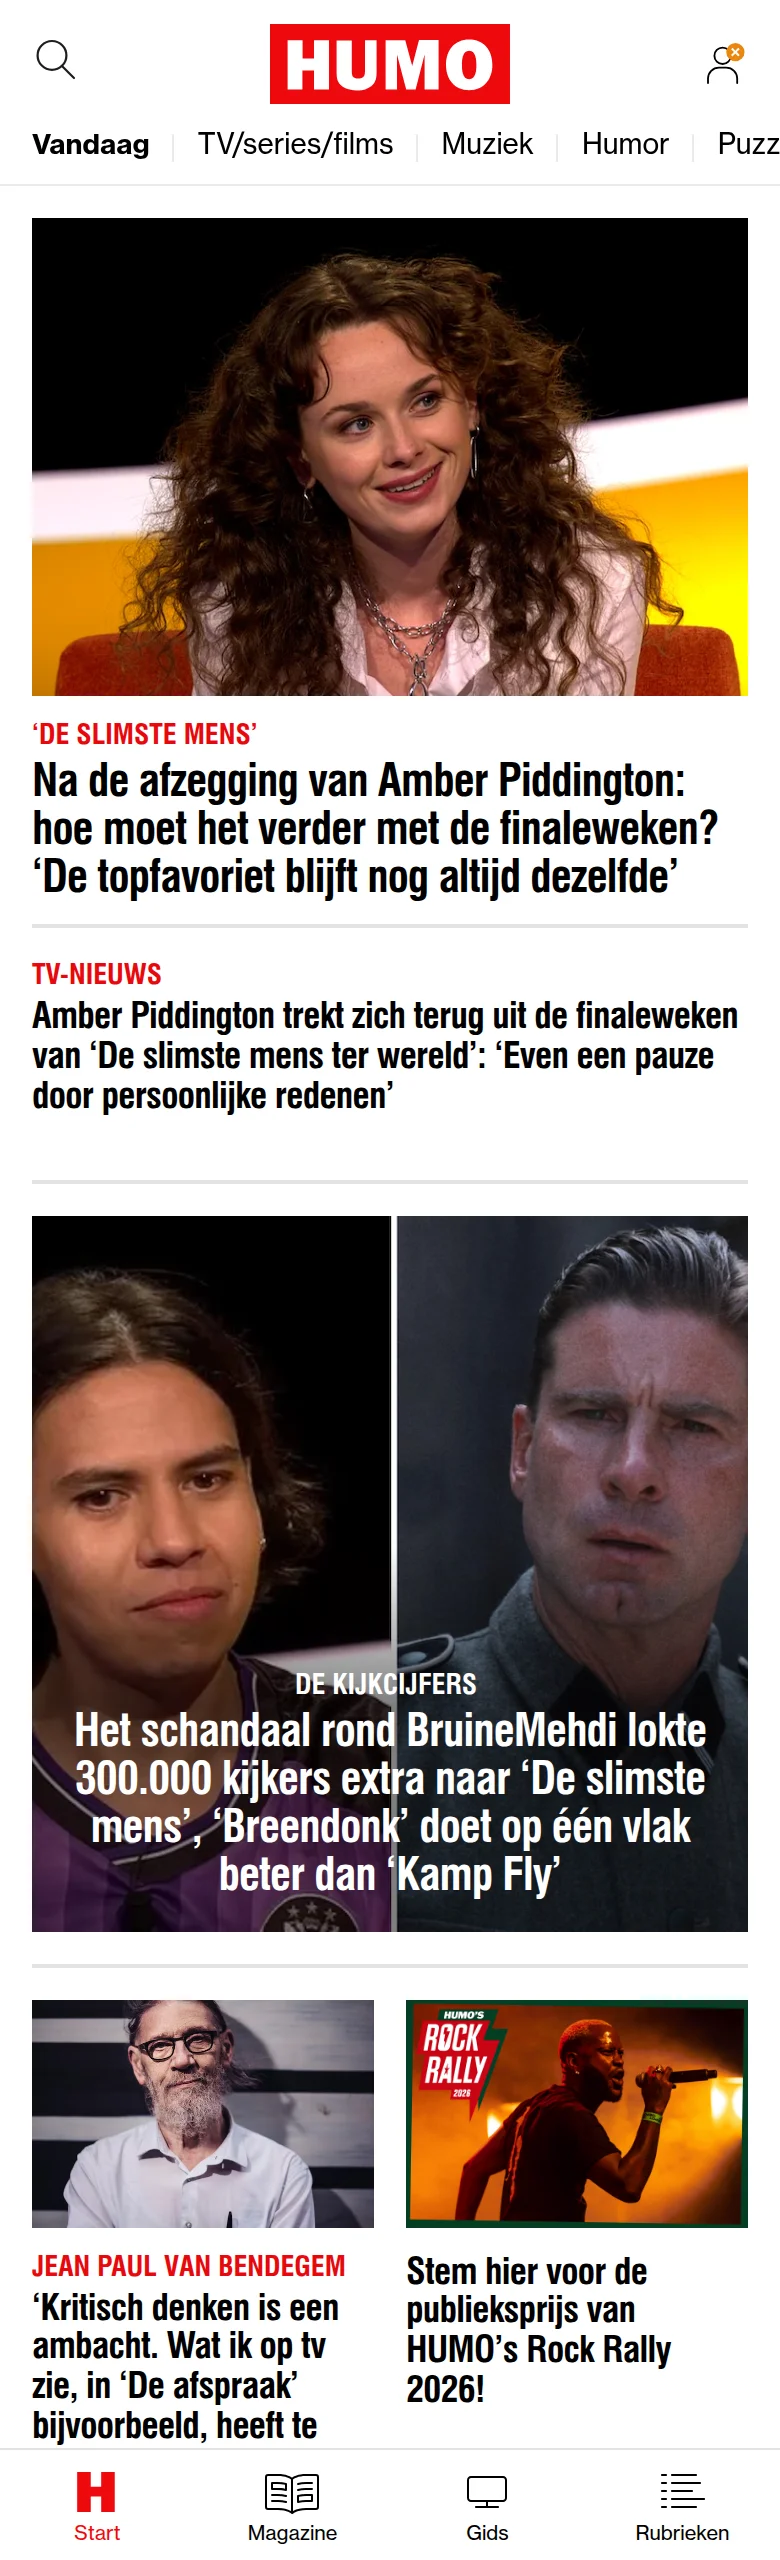 HUMO
Vandaag
TV/series/films
Muziek
Humor
Puzz
‘DE SLIMSTE MENS’
Na de afzegging van Amber Piddington:
hoe moet het verder met de finaleweken?
‘De topfavoriet blijft nog altijd dezelfde’
TV-NIEUWS
Amber Piddington trekt zich terug uit de finaleweken
van ‘De slimste mens ter wereld’: ‘Even een pauze
door persoonlijke redenen’
DE KIJKCIJFERS
Het schandaal rond BruineMehdi lokte
300.000 kijkers extra naar ‘De slimste
mens’, ‘Breendonk’ doet op één vlak
beter dan ‘Kamp Fly’
HUMO'S
ROCK
RALLY
2026
JEAN PAUL VAN BENDEGEM
‘Kritisch denken is een
ambacht. Wat ik op tv
zie, in ‘De afspraak’
bijvoorbeeld, heeft te
Stem hier voor de
publieksprijs van
HUMO’s Rock Rally
2026!
H
Start
Magazine
Gids
Rubrieken